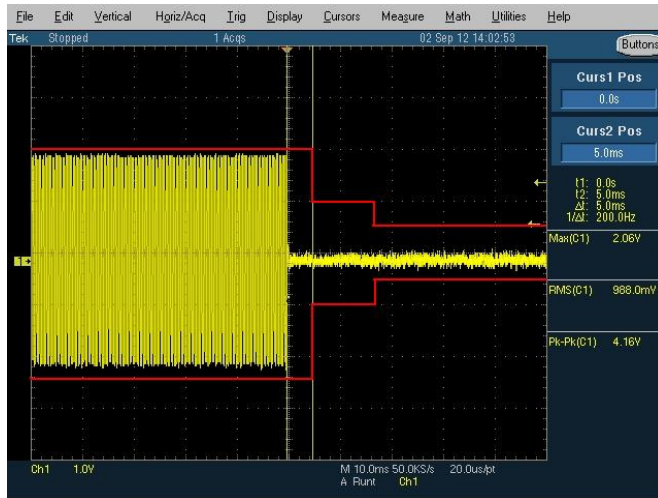 File Edit Vertical Horiz/Acq Trig Display Cursors Measure Math Utilities Help
Tek Stopped 1 Acqs 02 Sep 12 14:02:53
Buttons
Curs1 Pos
0.0s
Curs2 Pos
5.0ms
t1: 0.0s
t2: 5.0ms
Δt: 5.0ms
1/Δt: 200.0Hz
Max(C1) 2.06V
1
RMS(C1) 988.0mV
Pk-Pk(C1) 4.16V
Ch1 1.0V M 10.0ms 50.0KS/s 20.0us/pt
A Runt Ch1